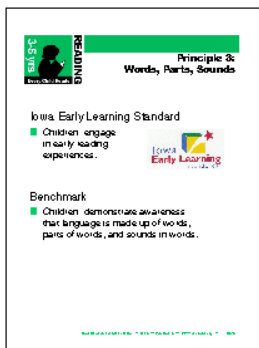 3-5 yrs
READING
Every Child Reads
Principle 3:
Words, Parts, Sounds
Iowa Early Learning Standard
Children engage
in early reading
experiences.
Iowa
Early Learning
Benchmark
Children demonstrate awareness
that language is made up of words,
parts of words, and sounds in words.